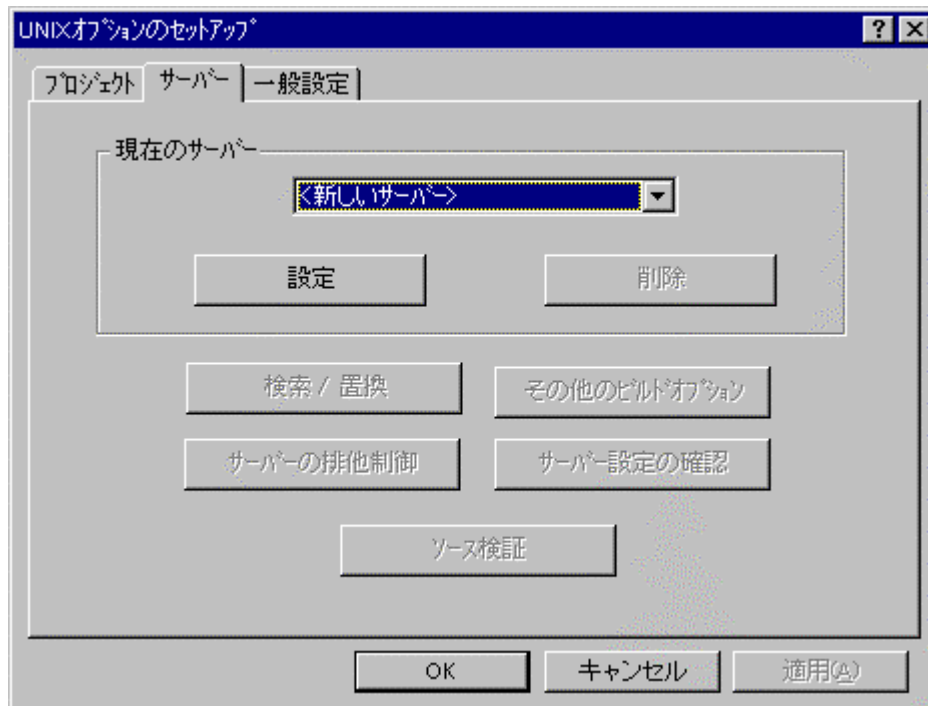 UNIXｵﾌﾟｼｮﾝのｾｯﾄｱｯﾌﾟ
ﾌﾟﾛｼﾞｪｸﾄ サーバー 一般設定
現在のサーバー
<新しいサーバー>
設定 削除
検索 / 置換 その他のﾋﾞﾙﾄﾞｵﾌﾟｼｮﾝ
サーバーの排他制御 サーバー設定の確認
ソース検証
OK キャンセル 適用(A)